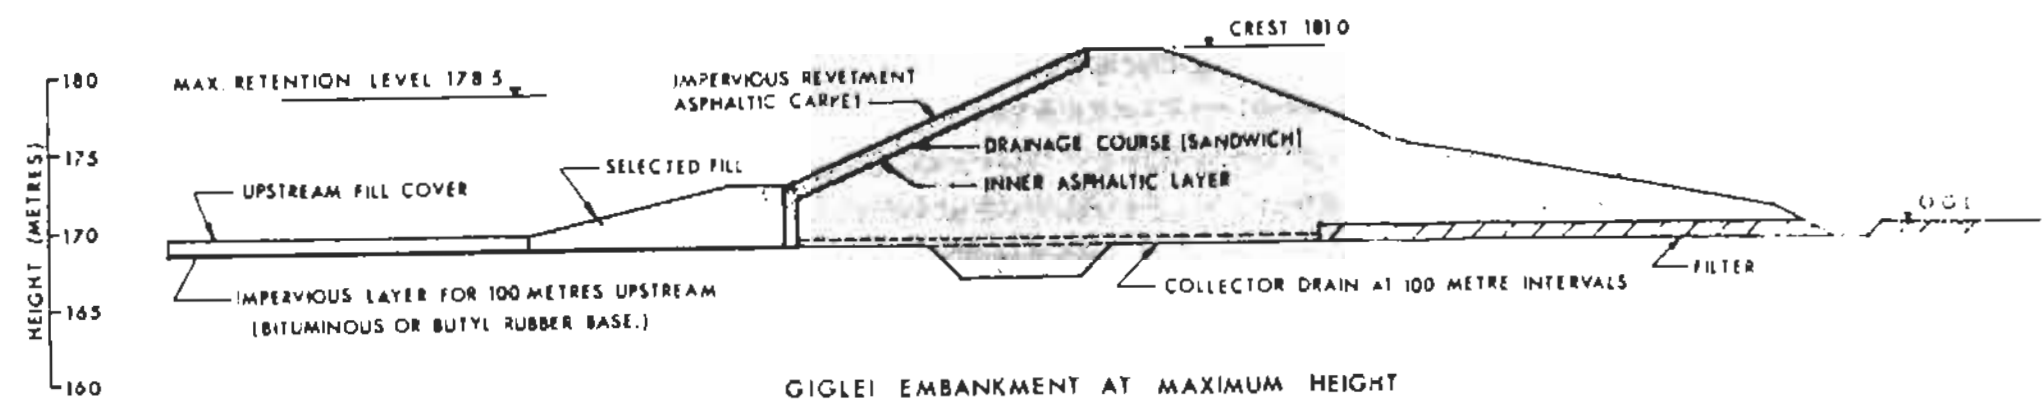 CREST 181 0
180
MAX. RETENTION LEVEL 178 5
IMPERVIOUS REVETMENT
ASPHALTIC CARPET
175
DRAINAGE COURSE [SANDWICH]
SELECTED FILL
INNER ASPHALTIC LAYER
UPSTREAM FILL COVER
O G L
170
HEIGHT (METRES)
FILTER
COLLECTOR DRAIN AT 100 METRE INTERVALS
IMPERVIOUS LAYER FOR 100 METRES UPSTREAM
(BITUMINOUS OR BUTYL RUBBER BASE.)
165
160
GIGLEI EMBANKMENT AT MAXIMUM HEIGHT